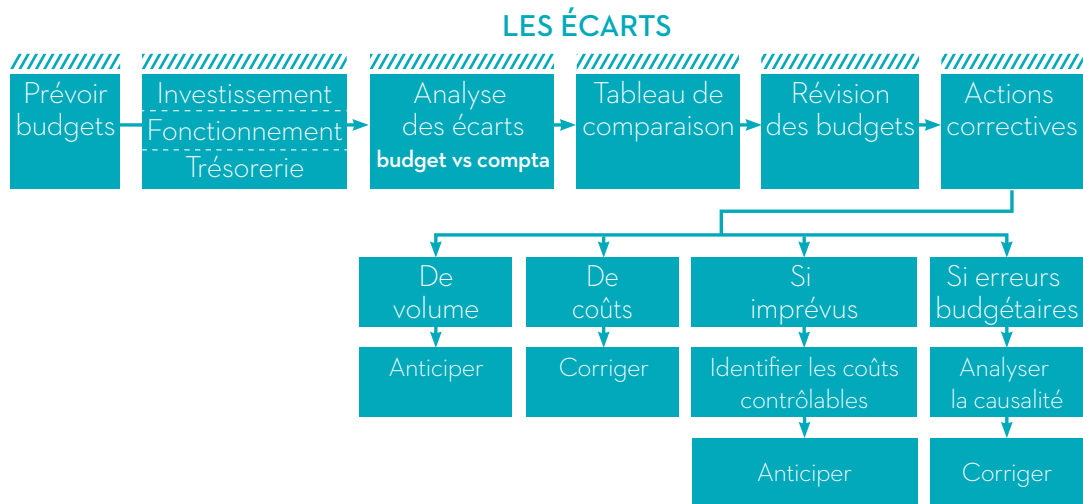 LES ÉCARTS
Prévoir
budgets
Investissement
Fonctionnement
Trésorerie
Analyse
des écarts
budget vs compta
Tableau de
comparaison
Révision
des budgets
Actions
correctives
De
volume
De
coûts
Si
imprévus
Si erreurs
budgétaires
Anticiper
Corriger
Identifier les coûts
contrôlables
Analyser
la causalité
Anticiper
Corriger